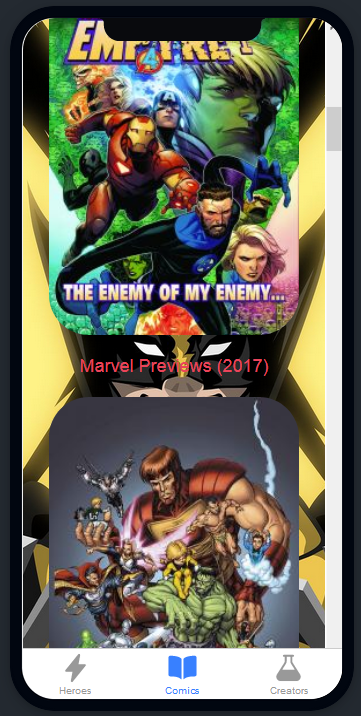 EMPYRE
THE ENEMY OF MY ENEMY...
Marvel Previews (2017)
Heroes
Comics
Creators